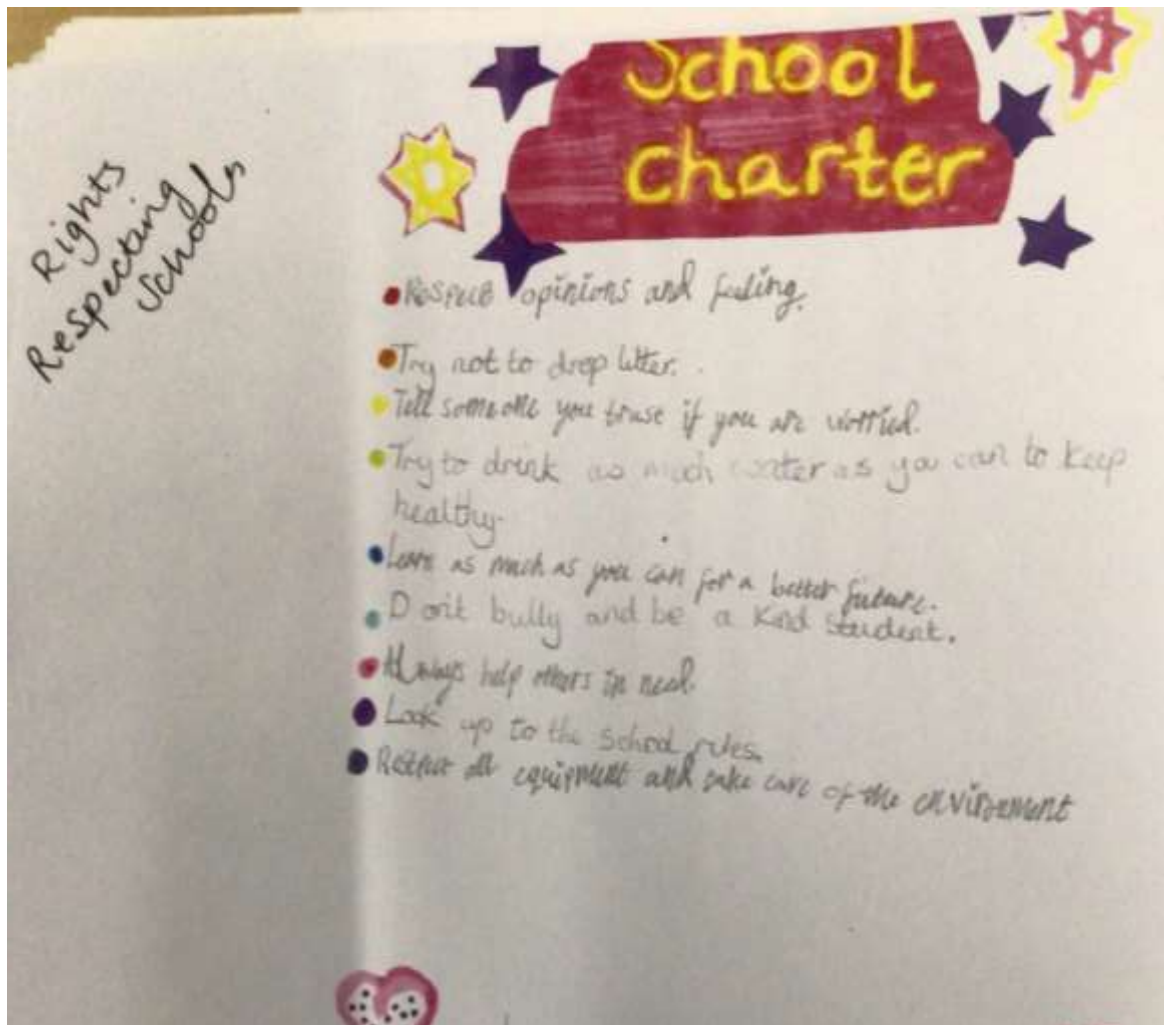 School
Charter
Rights
Respecting
Schools
Respect opinions and feeling.
Try not to drop litter.
Tell someone you truse if you are worried.
Try to drink as much water as you can to keep
healthy.
Learn as much as you can for a better future.
Don't bully and be a kind student.
Always help others in need.
Look up to the school rules.
Respect all equipment and take care of the envirement